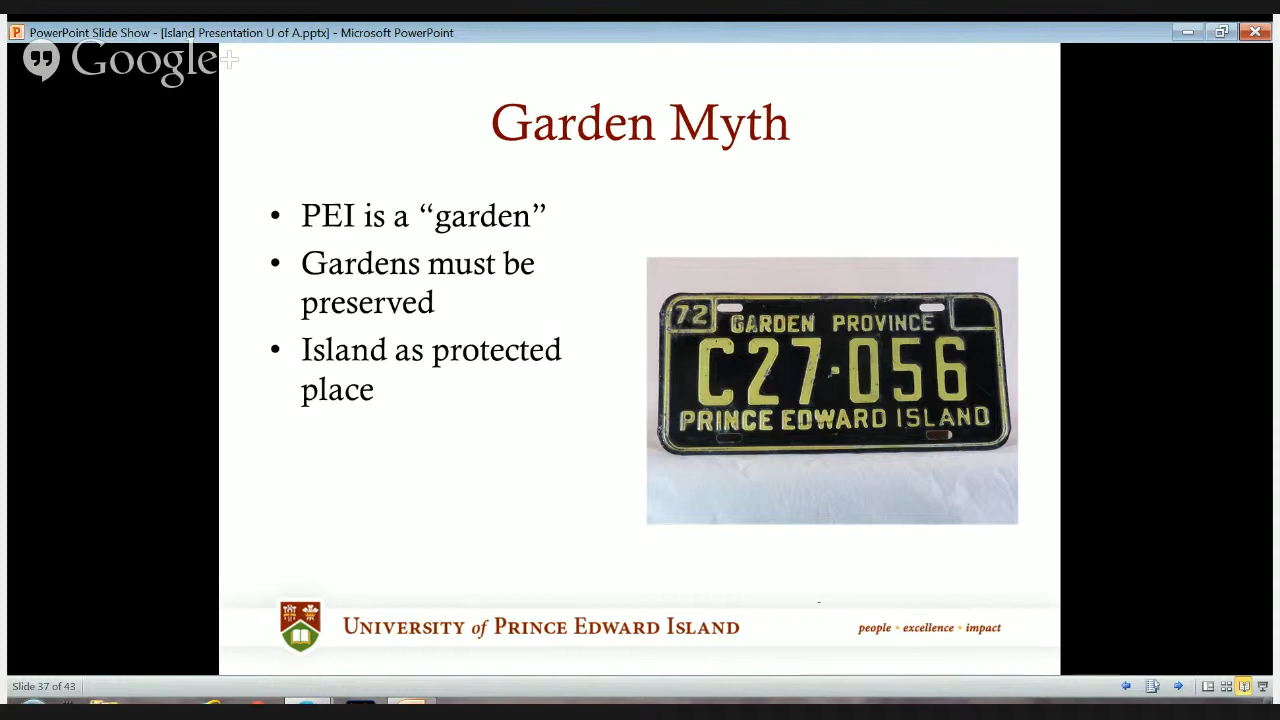 PowerPoint Slide Show - [Island Presentation U of A.pptx] - Microsoft PowerPoint
Google+
Garden Myth
• PEI is a “garden”
• Gardens must be
preserved
• Island as protected
place
72
GARDEN PROVINCE
C27·056
PRINCE EDWARD ISLAND
UNIVERSITY of PRINCE EDWARD ISLAND
people • excellence • impact
Slide 37 of 43